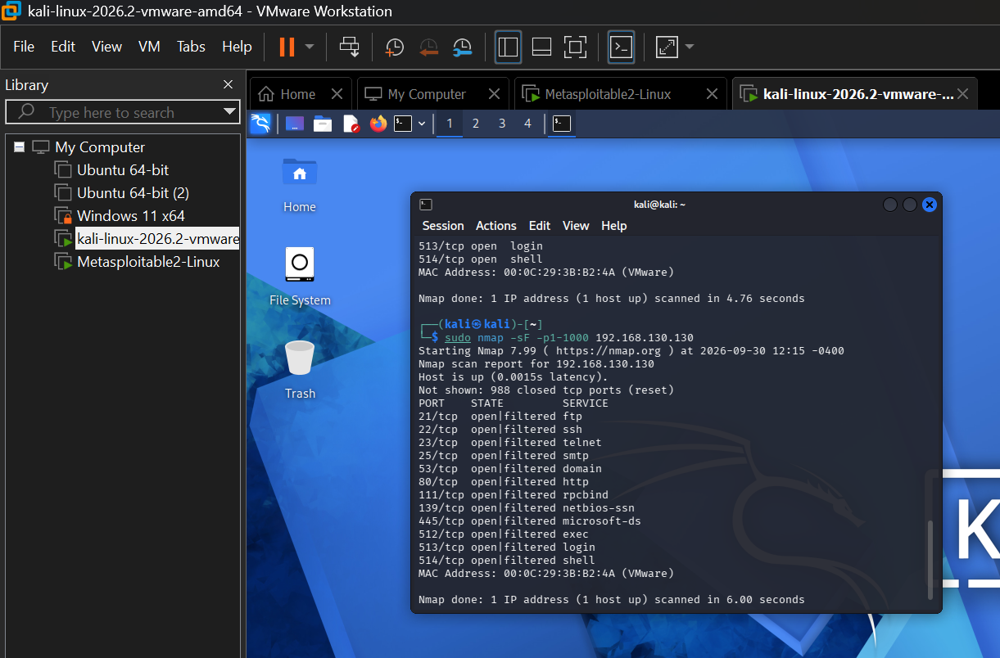 kali-linux-2026.2-vmware-amd64 - VMware Workstation
File Edit View VM Tabs Help
Library
Type here to search
My Computer
Ubuntu 64-bit
Ubuntu 64-bit (2)
Windows 11 x64
kali-linux-2026.2-vmware
Metasploitable2-Linux
Home My Computer Metasploitable2-Linux kali-linux-2026.2-vmware-...
1 2 3 4
Home
File System
Trash
kali@kali: ~
Session Actions Edit View Help
513/tcp open  login
514/tcp open  shell
MAC Address: 00:0C:29:3B:B2:4A (VMware)
Nmap done: 1 IP address (1 host up) scanned in 4.76 seconds
┌──(kali㉿kali)-[~]
└─$ sudo nmap -sF -p1-1000 192.168.130.130
Starting Nmap 7.99 ( https://nmap.org ) at 2026-09-30 12:15 -0400
Nmap scan report for 192.168.130.130
Host is up (0.0015s latency).
Not shown: 988 closed tcp ports (reset)
PORT    STATE         SERVICE
21/tcp  open|filtered ftp
22/tcp  open|filtered ssh
23/tcp  open|filtered telnet
25/tcp  open|filtered smtp
53/tcp  open|filtered domain
80/tcp  open|filtered http
111/tcp open|filtered rpcbind
139/tcp open|filtered netbios-ssn
445/tcp open|filtered microsoft-ds
512/tcp open|filtered exec
513/tcp open|filtered login
514/tcp open|filtered shell
MAC Address: 00:0C:29:3B:B2:4A (VMware)
Nmap done: 1 IP address (1 host up) scanned in 6.00 seconds
K